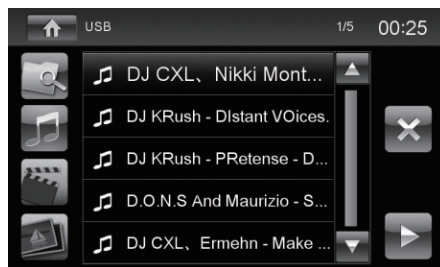 USB 1/5 00:25
DJ CXL、Nikki Mont...
DJ KRush - DIstant VOices.
DJ KRush - PRetense - D...
D.O.N.S And Maurizio - S...
DJ CXL、Ermehn - Make ...